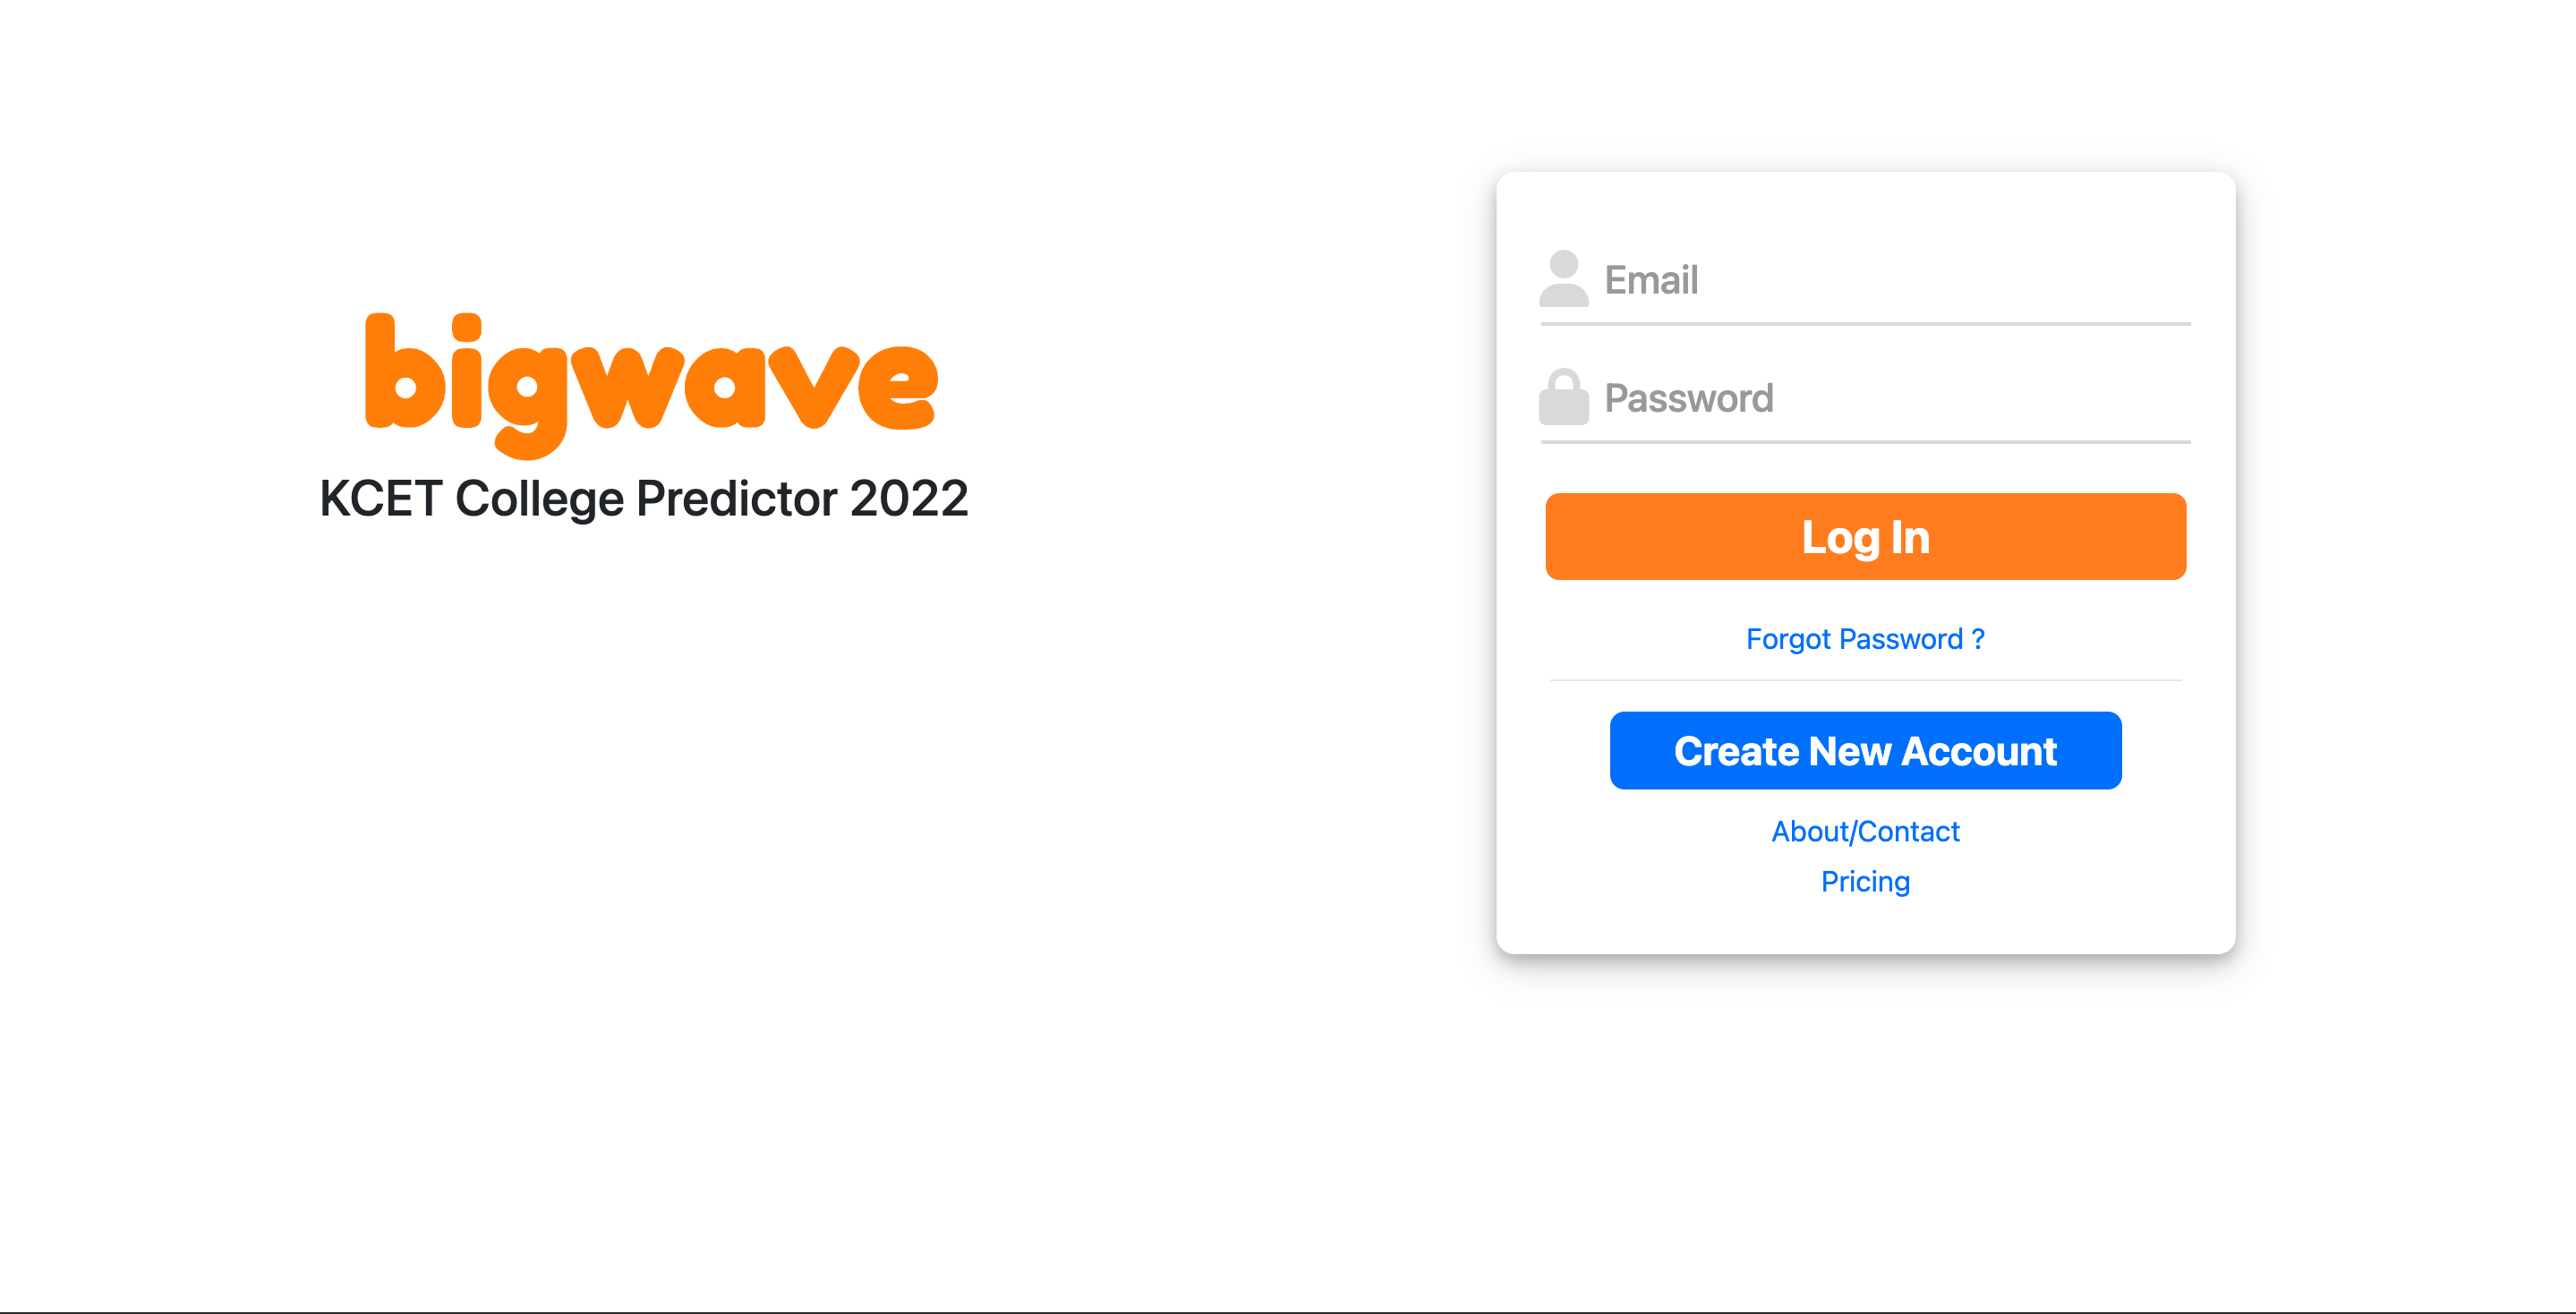 bigwave
KCET College Predictor 2022
Email
Password
Log In
Forgot Password ?
Create New Account
About/Contact
Pricing